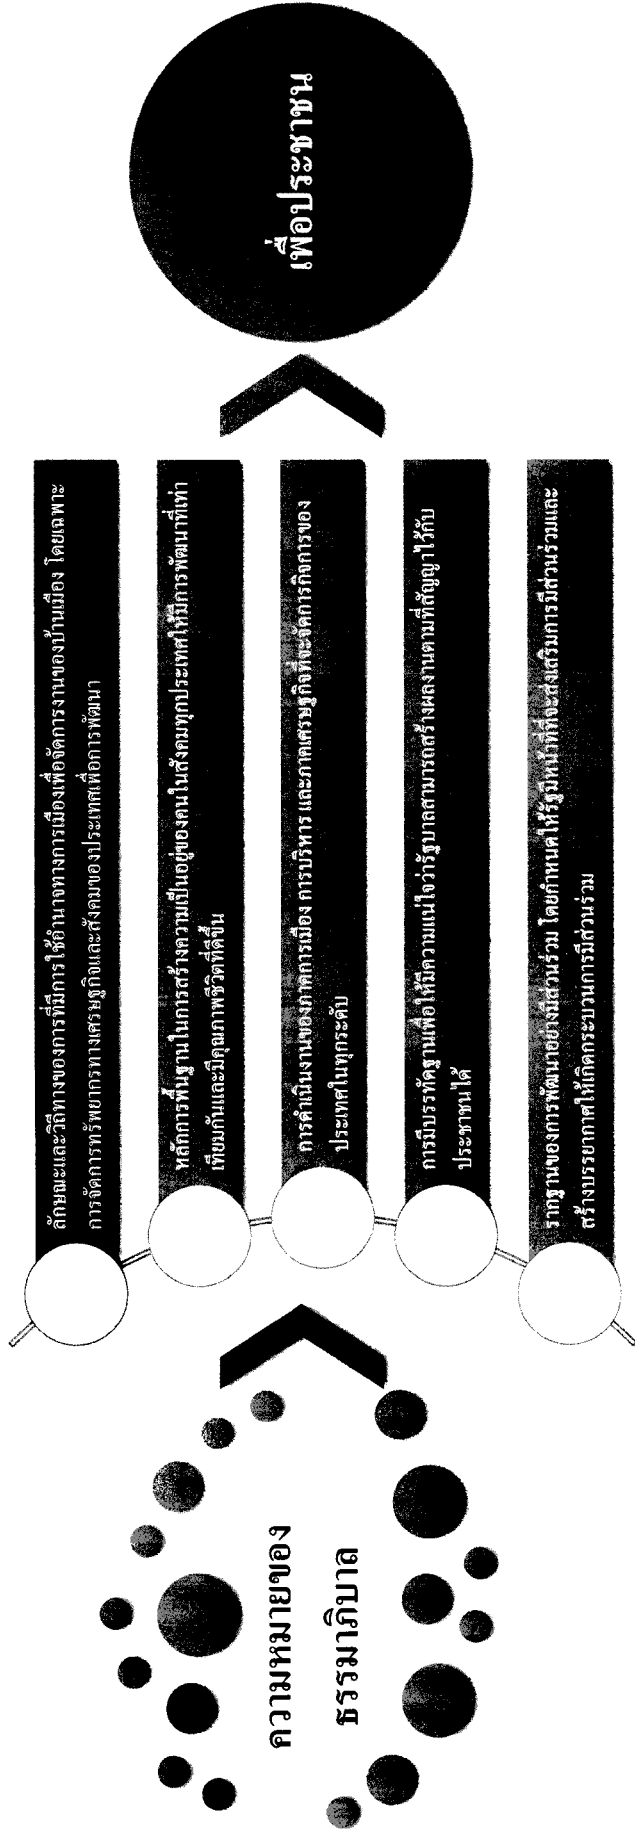 ความหมายของ
ธรรมาภิบาล
ลักษณะและวิถีทางของการที่มีการใช้อำนาจทางการเมืองเพื่อจัดการงานของบ้านเมือง โดยเฉพาะ
การจัดการทรัพยากรทางเศรษฐกิจและสังคมของประเทศเพื่อการพัฒนา
หลักการพื้นฐานในการสร้างความเป็นอยู่ของคนในสังคมทุกประเทศให้มีการพัฒนาที่เท่า
เทียมกันและมีคุณภาพชีวิตที่ดีขึ้น
การดำเนินงานของภาคการเมือง การบริหาร และภาคเศรษฐกิจที่จะจัดการกิจการของ
ประเทศในทุกระดับ
การมีบรรทัดฐานเพื่อให้มีความแน่ใจว่ารัฐบาลสามารถสร้างผลงานตามที่สัญญาไว้กับ
ประชาชนได้
รากฐานของการพัฒนาอย่างมีส่วนร่วม โดยกำหนดให้รัฐมีหน้าที่ที่จะส่งเสริมการมีส่วนร่วมและ
สร้างบรรยากาศให้เกิดกระบวนการมีส่วนร่วม
เพื่อประชาชน